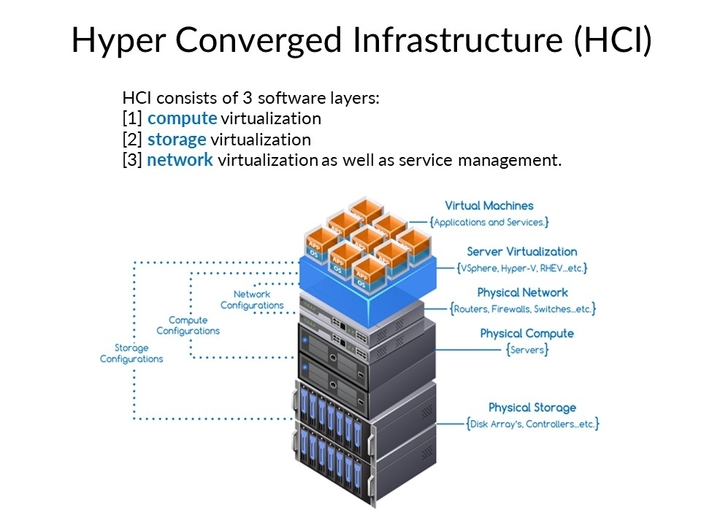 Hyper Converged Infrastructure (HCI)
HCI consists of 3 software layers:
[1] compute virtualization
[2] storage virtualization
[3] network virtualization as well as service management.
Virtual Machines
{Applications and Services.}
Server Virtualization
{VSphere, Hyper-V, RHEV...etc.}
Physical Network
{Routers, Firewalls, Switches...etc.}
Physical Compute
{Servers}
Physical Storage
{Disk Array's, Controllers...etc.}
Network
Configurations
Compute
Configurations
Storage
Configurations
APP
OS
APP
OS
APP
OS